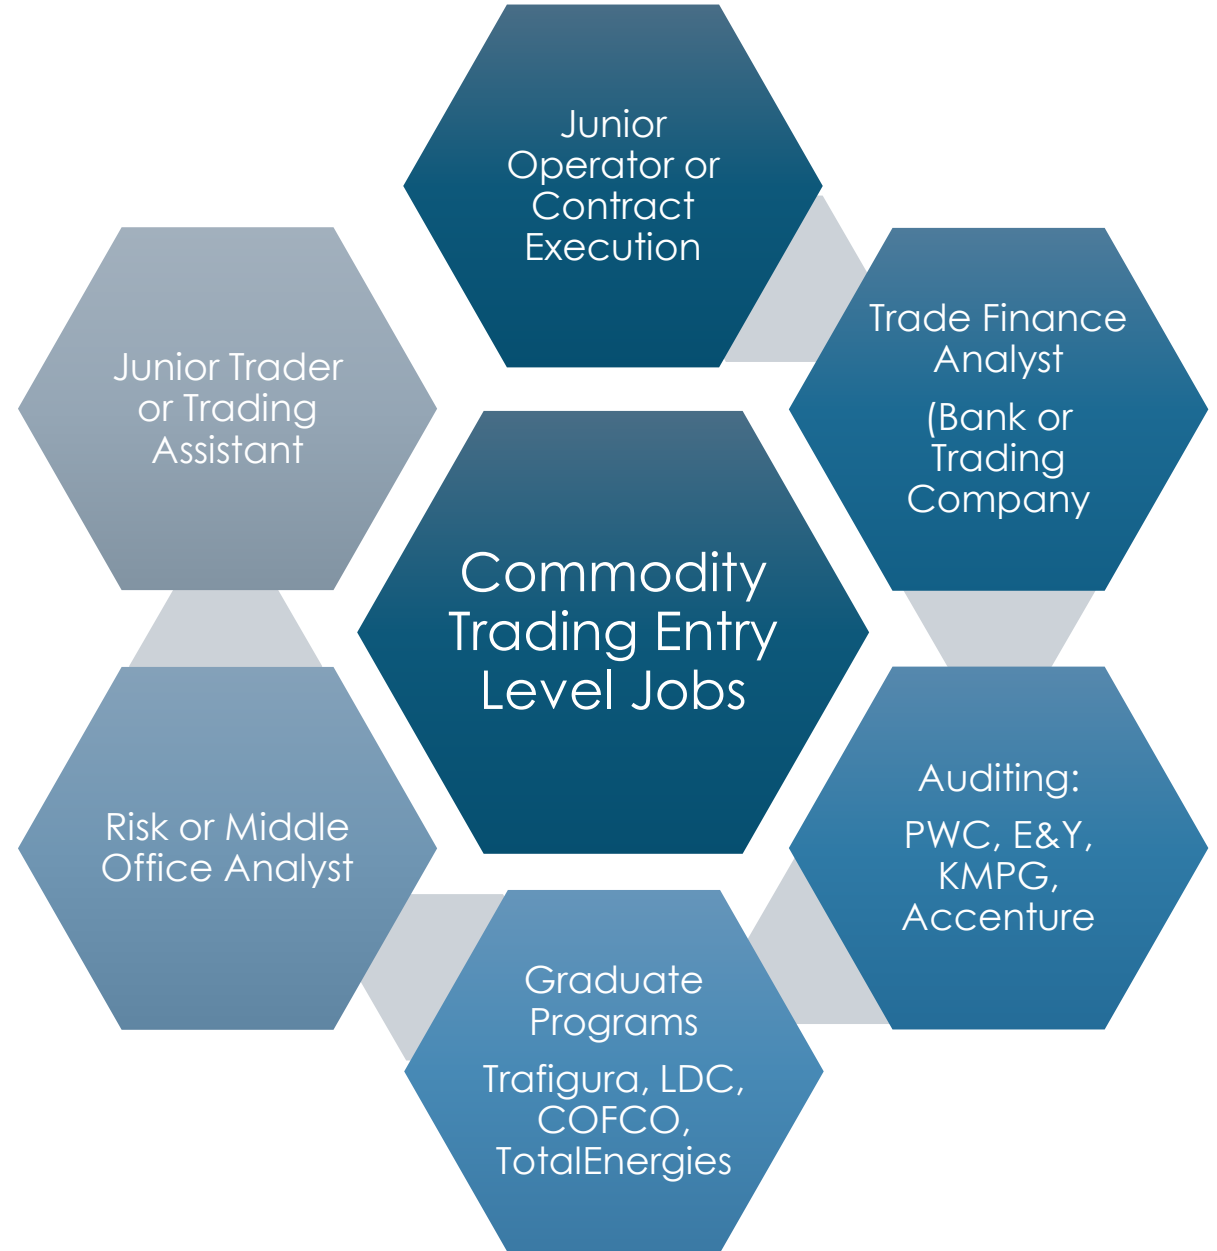 Junior
Operator or
Contract
Execution
Trade Finance
Analyst
(Bank or
Trading
Company
Auditing:
PWC, E&Y,
KMPG,
Accenture
Graduate
Programs
Trafigura, LDC,
COFCO,
TotalEnergies
Risk or Middle
Office Analyst
Junior Trader
or Trading
Assistant
Commodity
Trading Entry
Level Jobs